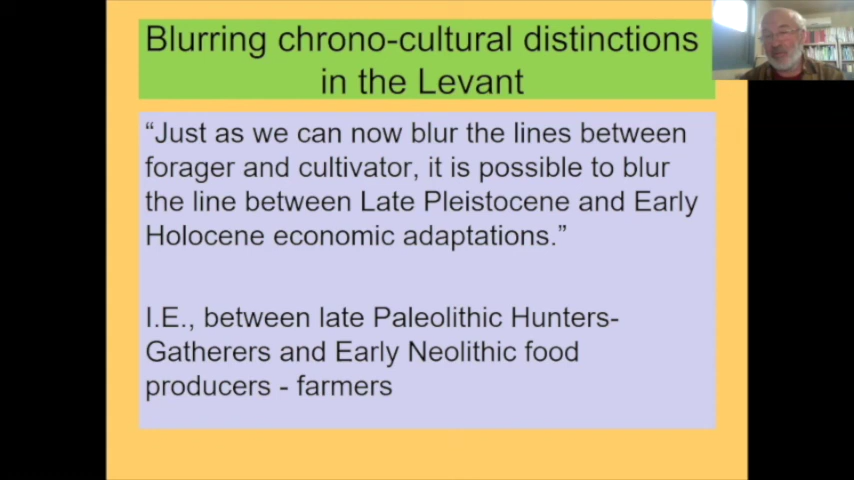 Blurring chrono-cultural distinctions
in the Levant
“Just as we can now blur the lines between
forager and cultivator, it is possible to blur
the line between Late Pleistocene and Early
Holocene economic adaptations.”
I.E., between late Paleolithic Hunters-
Gatherers and Early Neolithic food
producers - farmers